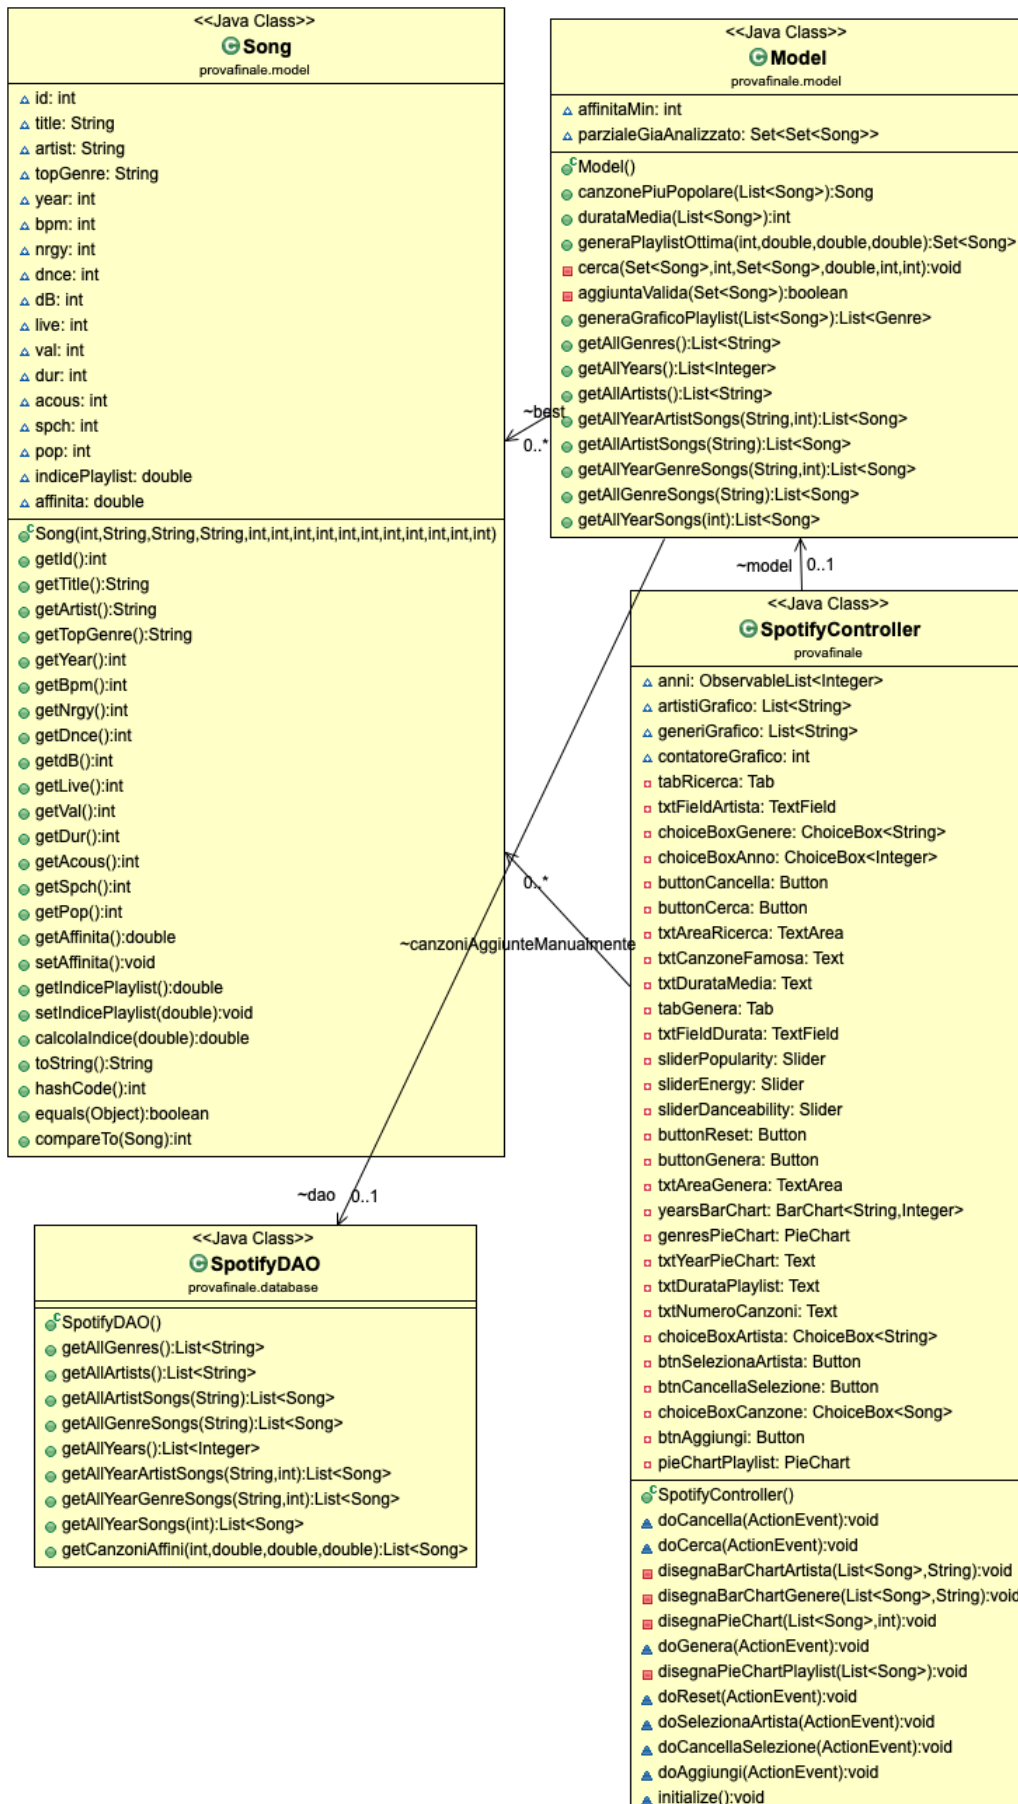 <<Java Class>>
Song
provafinale.model
id: int
title: String
artist: String
topGenre: String
year: int
bpm: int
nrgy: int
dnce: int
dB: int
live: int
val: int
dur: int
acous: int
spch: int
pop: int
indicePlaylist: double
affinita: double
Song(int,String,String,String,int,int,int,int,int,int,int,int,int,int,int)
getId():int
getTitle():String
getArtist():String
getTopGenre():String
getYear():int
getBpm():int
getNrgy():int
getDnce():int
getdB():int
getLive():int
getVal():int
getDur():int
getAcous():int
getSpch():int
getPop():int
getAffinita():double
setAffinita():void
getIndicePlaylist():double
setIndicePlaylist(double):void
calcolaIndice(double):double
toString():String
hashCode():int
equals(Object):boolean
compareTo(Song):int
<<Java Class>>
Model
provafinale.model
affinitaMin: int
parzialeGiaAnalizzato: Set<Set<Song>>
Model()
canzonePiuPopolare(List<Song>):Song
durataMedia(List<Song>):int
generaPlaylistOttima(int,double,double,double):Set<Song>
cerca(Set<Song>,int,Set<Song>,double,int,int):void
aggiuntaValida(Set<Song>):boolean
generaGraficoPlaylist(List<Song>):List<Genre>
getAllGenres():List<String>
getAllYears():List<Integer>
getAllArtists():List<String>
getAllYearArtistSongs(String,int):List<Song>
getAllArtistSongs(String):List<Song>
getAllYearGenreSongs(String,int):List<Song>
getAllGenreSongs(String):List<Song>
getAllYearSongs(int):List<Song>
~best
0..*
~model 0..1
<<Java Class>>
SpotifyController
provafinale
anni: ObservableList<Integer>
artistiGrafico: List<String>
generiGrafico: List<String>
contatoreGrafico: int
tabRicerca: Tab
txtFieldArtista: TextField
choiceBoxGenere: ChoiceBox<String>
choiceBoxAnno: ChoiceBox<Integer>
buttonCancella: Button
buttonCerca: Button
txtAreaRicerca: TextArea
txtCanzoneFamosa: Text
txtDurataMedia: Text
tabGenera: Tab
txtFieldDurata: TextField
sliderPopularity: Slider
sliderEnergy: Slider
sliderDanceability: Slider
buttonReset: Button
buttonGenera: Button
txtAreaGenera: TextArea
yearsBarChart: BarChart<String,Integer>
genresPieChart: PieChart
txtYearPieChart: Text
txtDurataPlaylist: Text
txtNumeroCanzoni: Text
choiceBoxArtista: ChoiceBox<String>
btnSelezionaArtista: Button
btnCancellaSelezione: Button
choiceBoxCanzone: ChoiceBox<Song>
btnAggiungi: Button
pieChartPlaylist: PieChart
SpotifyController()
doCancella(ActionEvent):void
doCerca(ActionEvent):void
disegnaBarChartArtista(List<Song>,String):void
disegnaBarChartGenere(List<Song>,String):void
disegnaPieChart(List<Song>,int):void
doGenera(ActionEvent):void
disegnaPieChartPlaylist(List<Song>):void
doReset(ActionEvent):void
doSelezionaArtista(ActionEvent):void
doCancellaSelezione(ActionEvent):void
doAggiungi(ActionEvent):void
initialize():void
0..*
~canzoniAggiunteManualmente
~dao 0..1
<<Java Class>>
SpotifyDAO
provafinale.database
SpotifyDAO()
getAllGenres():List<String>
getAllArtists():List<String>
getAllArtistSongs(String):List<Song>
getAllGenreSongs(String):List<Song>
getAllYears():List<Integer>
getAllYearArtistSongs(String,int):List<Song>
getAllYearGenreSongs(String,int):List<Song>
getAllYearSongs(int):List<Song>
getCanzoniAffini(int,double,double,double):List<Song>